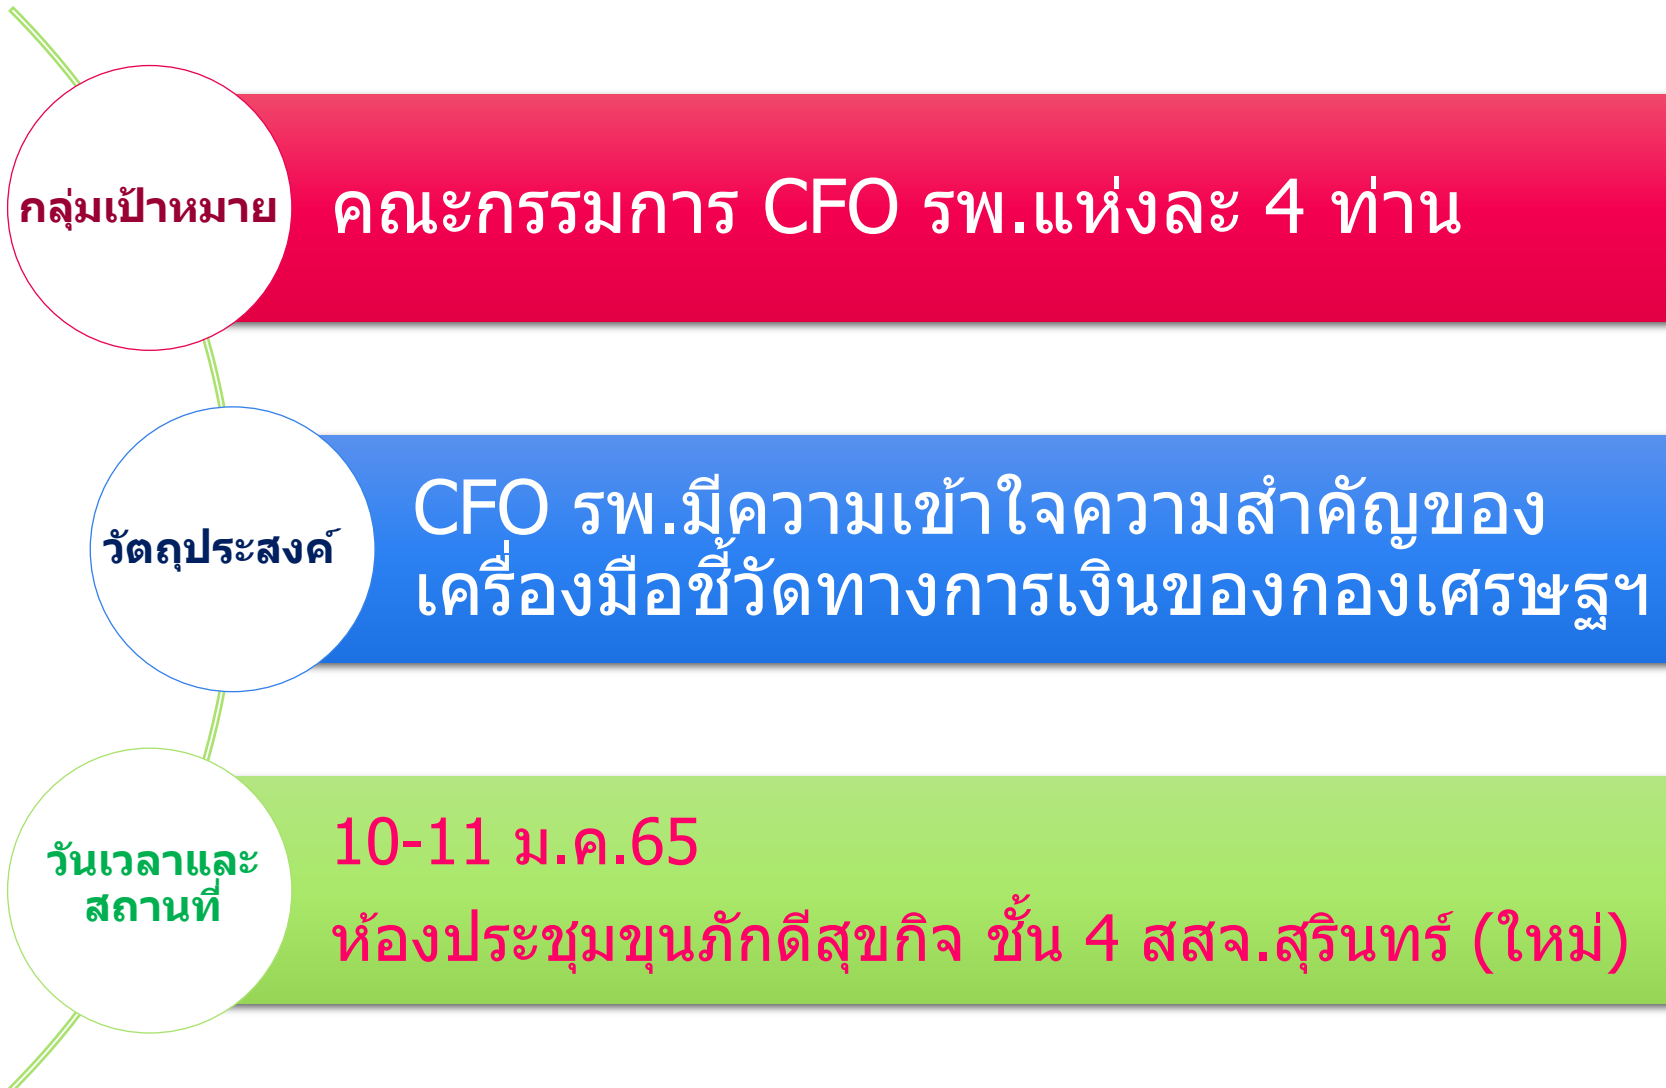 กลุ่มเป้าหมาย
คณะกรรมการ CFO รพ.แห่งละ 4 ท่าน
วัตถุประสงค์
CFO รพ.มีความเข้าใจความสำคัญของ
เครื่องมือชี้วัดทางการเงินของกองเศรษฐฯ
วันเวลาและ
สถานที่
10-11 ม.ค.65
ห้องประชุมขุนภักดีสุขกิจ ชั้น 4 สสจ.สุรินทร์ (ใหม่)